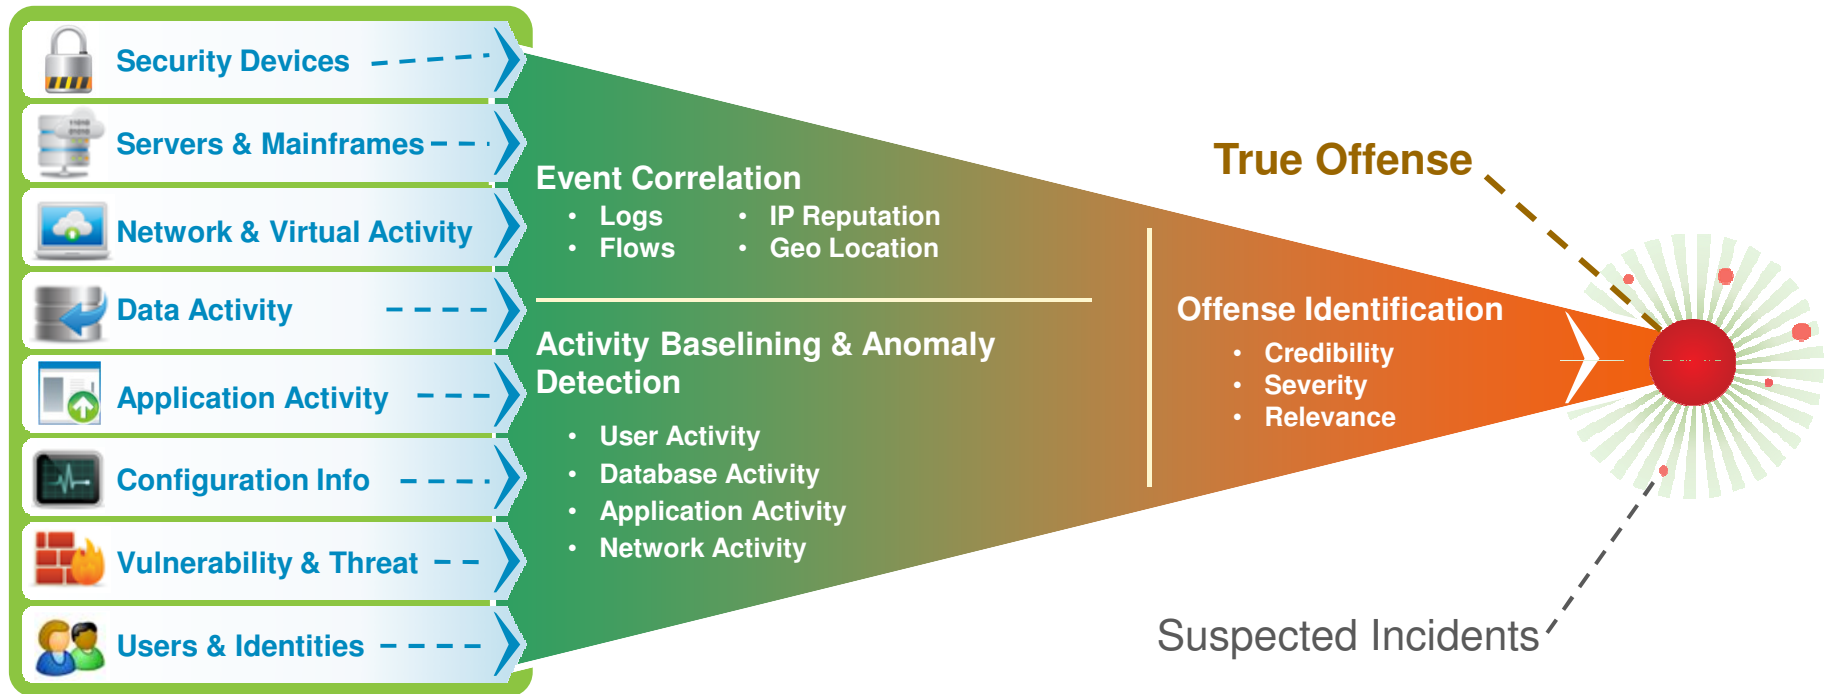 Security Devices
Servers & Mainframes
Network & Virtual Activity
Data Activity
Application Activity
Configuration Info
Vulnerability & Threat
Users & Identities
Event Correlation
• Logs • IP Reputation
• Flows • Geo Location
Activity Baselining & Anomaly
Detection
• User Activity
• Database Activity
• Application Activity
• Network Activity
Offense Identification
• Credibility
• Severity
• Relevance
True Offense
Suspected Incidents